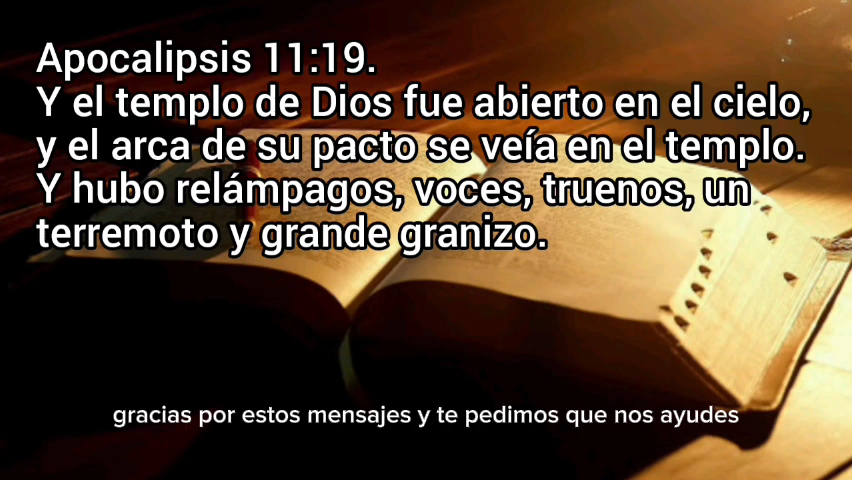 Apocalipsis 11:19.
Y el templo de Dios fue abierto en el cielo,
y el arca de su pacto se veía en el templo.
Y hubo relámpagos, voces, truenos, un
terremoto y grande granizo.
gracias por estos mensajes y te pedimos que nos ayudes